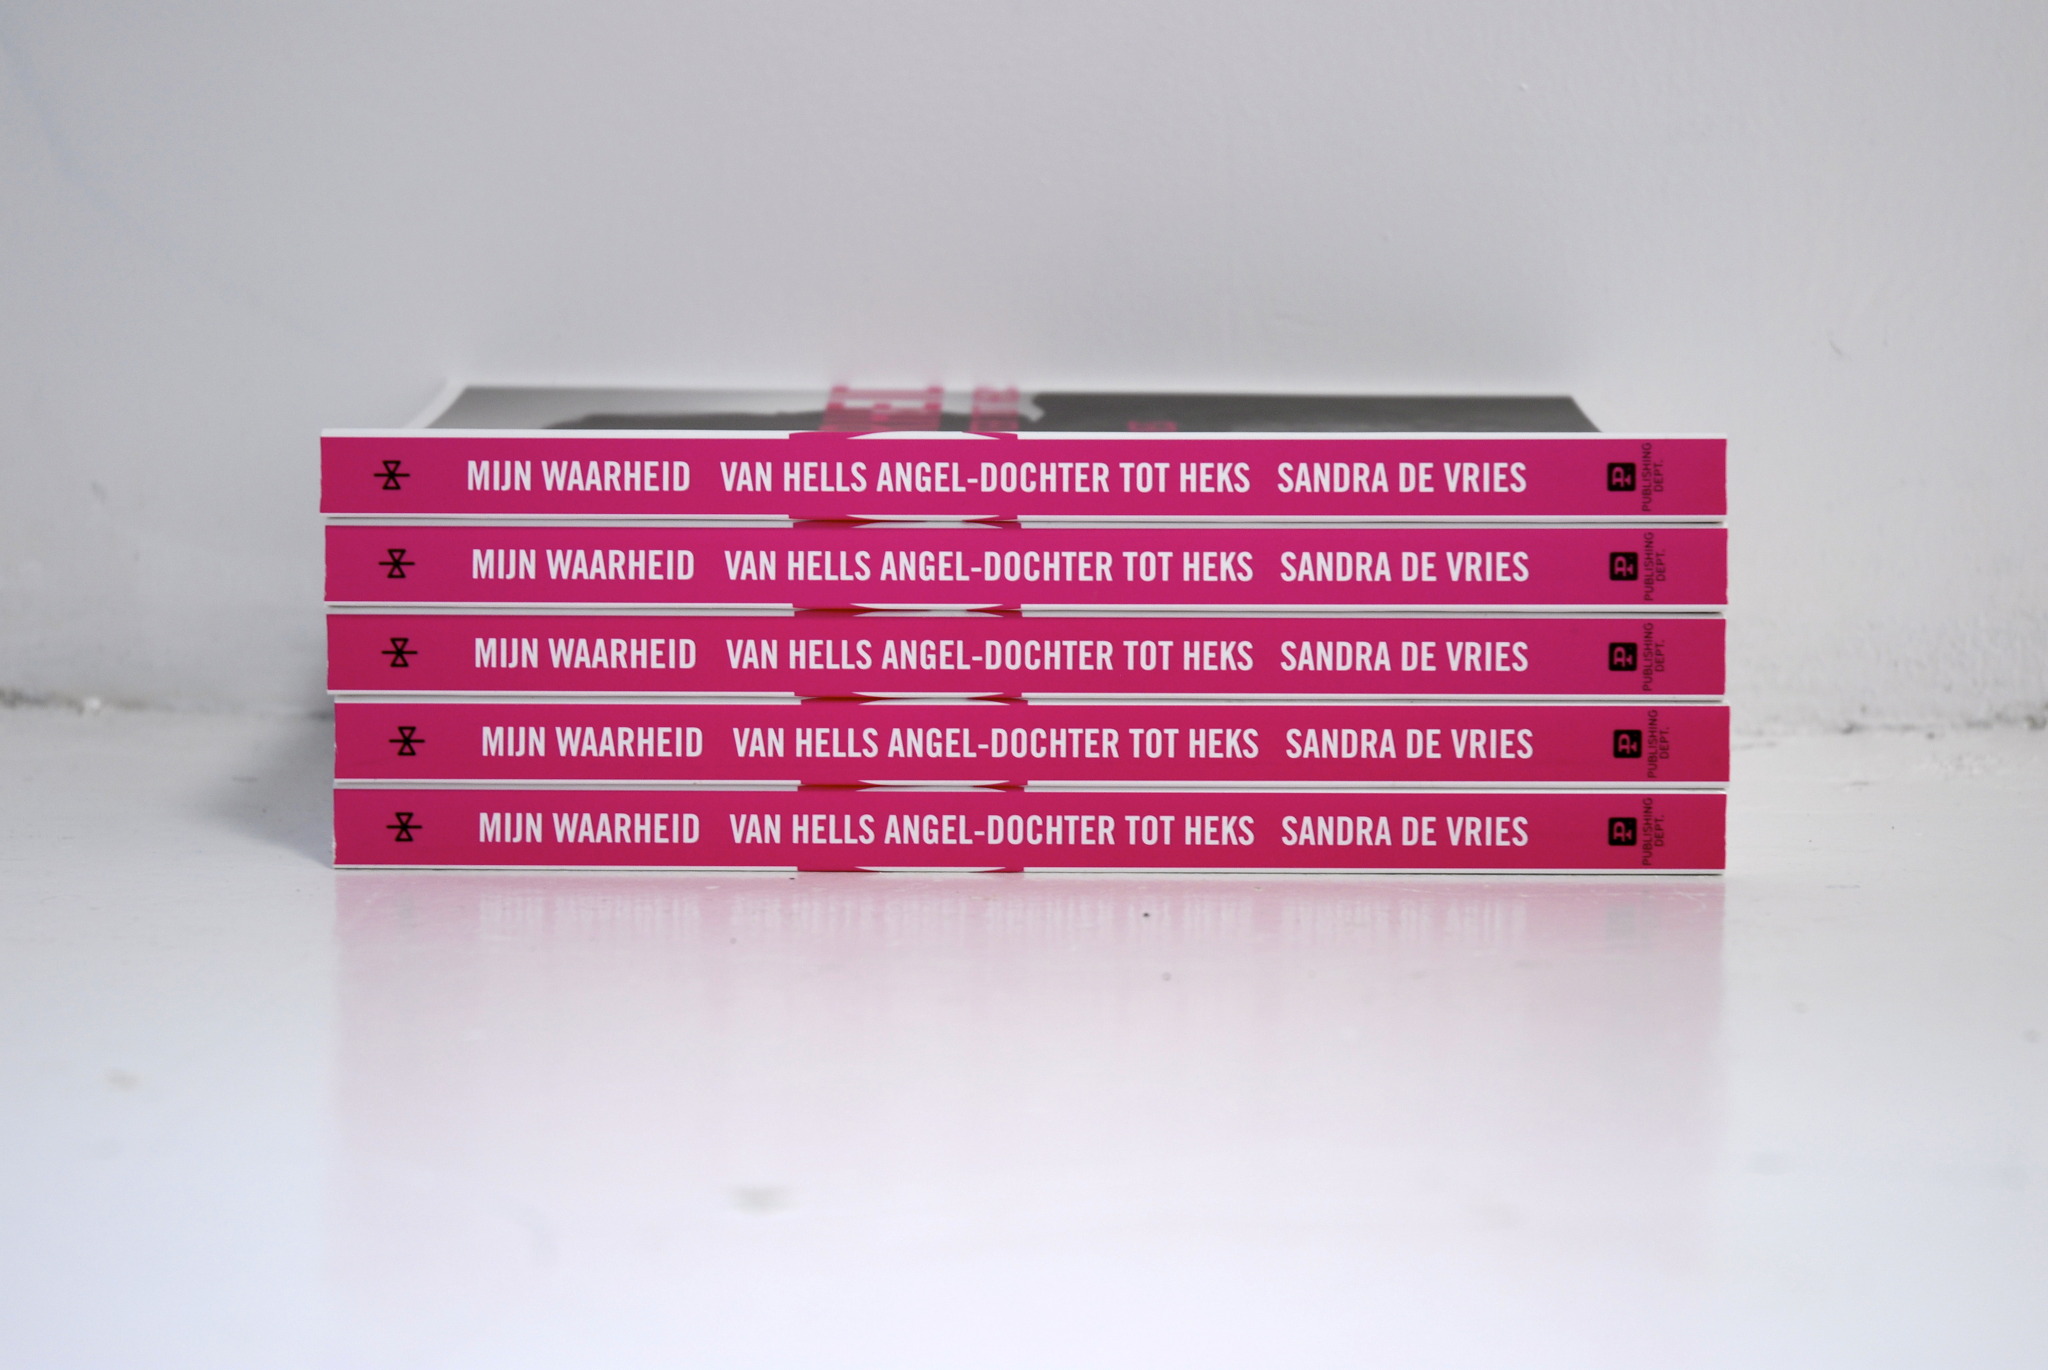 MIJN WAARHEID VAN HELLS ANGEL-DOCHTER TOT HEKS SANDRA DE VRIES P PUBLISHING DEPT.
MIJN WAARHEID VAN HELLS ANGEL-DOCHTER TOT HEKS SANDRA DE VRIES P PUBLISHING DEPT.
MIJN WAARHEID VAN HELLS ANGEL-DOCHTER TOT HEKS SANDRA DE VRIES P PUBLISHING DEPT.
MIJN WAARHEID VAN HELLS ANGEL-DOCHTER TOT HEKS SANDRA DE VRIES P PUBLISHING DEPT.
MIJN WAARHEID VAN HELLS ANGEL-DOCHTER TOT HEKS SANDRA DE VRIES P PUBLISHING DEPT.